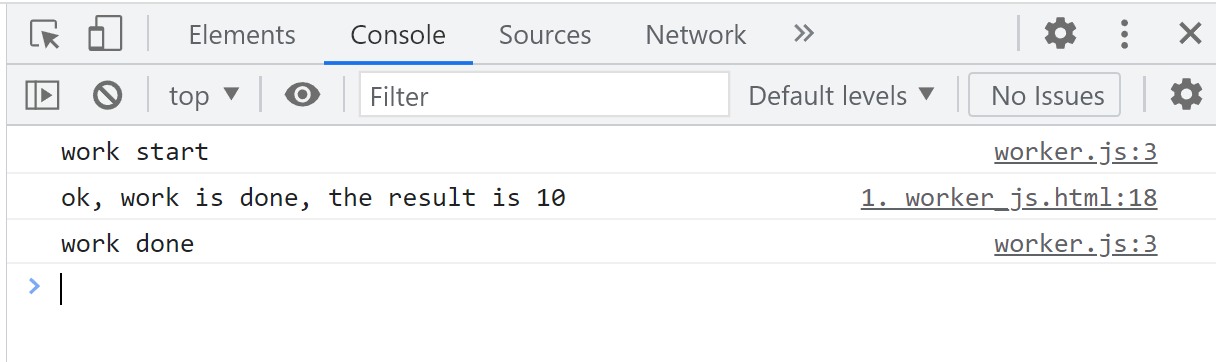 Elements Console Sources Network
top Filter Default levels No Issues
work start worker.js:3
ok, work is done, the result is 10 1. worker_js.html:18
work done worker.js:3